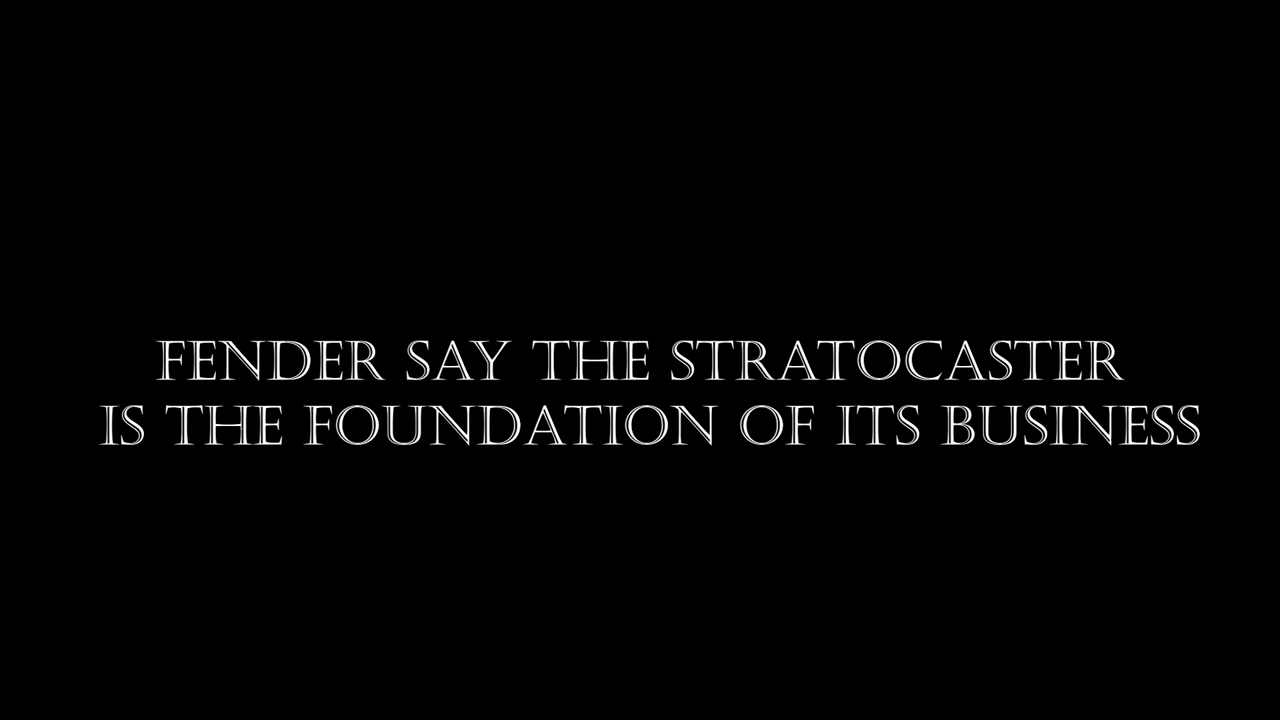 FENDER SAY THE STRATOCASTER
IS THE FOUNDATION OF ITS BUSINESS